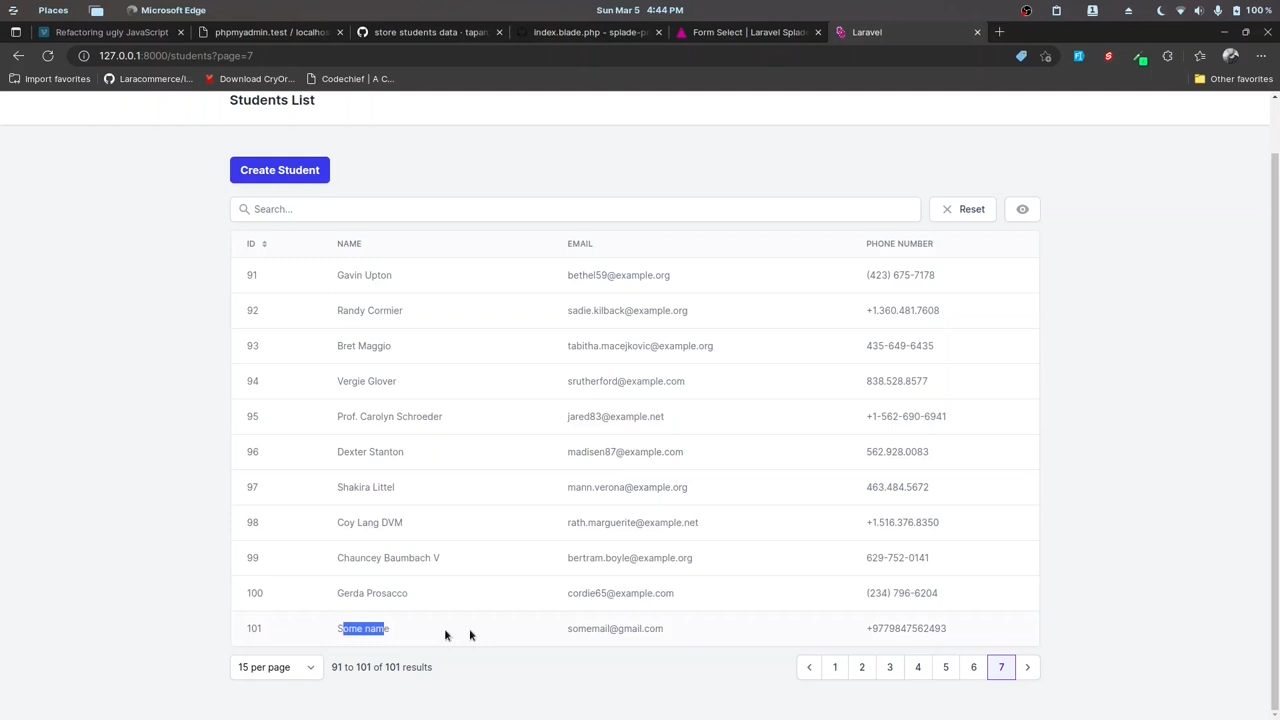 Places Microsoft Edge Sun Mar 5 4:44 PM 100 %
Refactoring ugly JavaScript phpmyadmin.test / localhos store students data · tapan index.blade.php - splade-p Form Select | Laravel Splade Laravel
127.0.0.1:8000/students?page=7
Import favorites Laracommerce/l... Download CryOr... Codechief | A C... Other favorites
Students List
Create Student
Search... Reset
ID NAME EMAIL PHONE NUMBER
91 Gavin Upton bethel59@example.org (423) 675-7178
92 Randy Cormier sadie.kilback@example.org +1.360.481.7608
93 Bret Maggio tabitha.macejkovic@example.org 435-649-6435
94 Vergie Glover srutherford@example.com 838.528.8577
95 Prof. Carolyn Schroeder jared83@example.net +1-562-690-6941
96 Dexter Stanton madisen87@example.com 562.928.0083
97 Shakira Littel mann.verona@example.org 463.484.5672
98 Coy Lang DVM rath.marguerite@example.net +1.516.376.8350
99 Chauncey Baumbach V bertram.boyle@example.org 629-752-0141
100 Gerda Prosacco cordie65@example.com (234) 796-6204
101 Some name somemail@gmail.com +9779847562493
15 per page 91 to 101 of 101 results 1 2 3 4 5 6 7